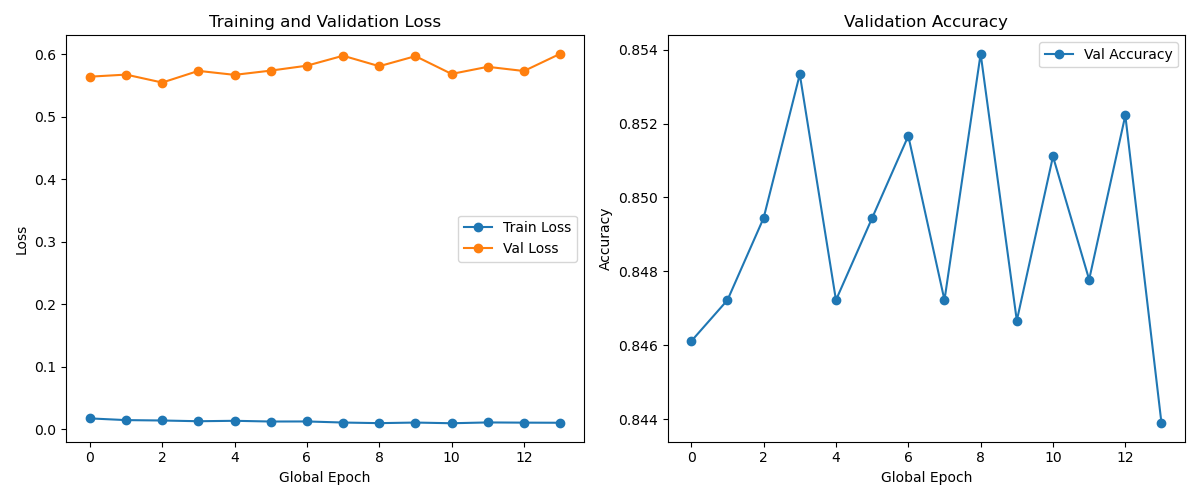 Training and Validation Loss
Loss
0.6
0.5
0.4
0.3
0.2
0.1
0.0
Train Loss
Val Loss
0 2 4 6 8 10 12
Global Epoch
Validation Accuracy
Accuracy
0.854
0.852
0.850
0.848
0.846
0.844
Val Accuracy
0 2 4 6 8 10 12
Global Epoch